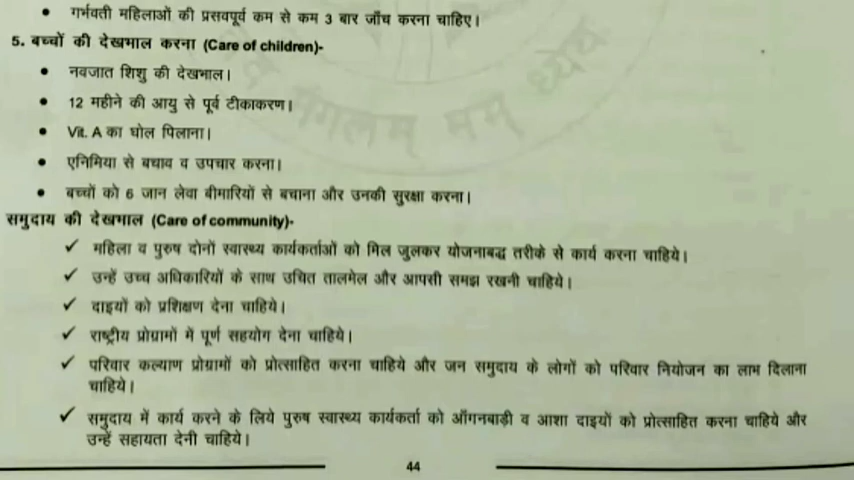 • गर्भवती महिलाओं की प्रसवपूर्व कम से कम 3 बार जाँच करना चाहिए।
5. बच्चों की देखभाल करना (Care of children)-
• नवजात शिशु की देखभाल।
• 12 महीने की आयु से पूर्व टीकाकरण।
• Vit. A का घोल पिलाना।
• एनिमिया से बचाव व उपचार करना।
• बच्चों को 6 जान लेवा बीमारियों से बचाना और उनकी सुरक्षा करना।
समुदाय की देखभाल (Care of community)-
✓ महिला व पुरुष दोनों स्वास्थ्य कार्यकर्ताओं को मिल जुलकर योजनाबद्ध तरीके से कार्य करना चाहिये।
✓ उन्हें उच्च अधिकारियों के साथ उचित तालमेल और आपसी समझ रखनी चाहिये।
✓ दाइयों को प्रशिक्षण देना चाहिये।
✓ राष्ट्रीय प्रोग्रामों में पूर्ण सहयोग देना चाहिये।
✓ परिवार कल्याण प्रोग्रामों को प्रोत्साहित करना चाहिये और जन समुदाय के लोगों को परिवार नियोजन का लाभ दिलाना
चाहिये।
✓ समुदाय में कार्य करने के लिये पुरुष स्वास्थ्य कार्यकर्ता को आँगनबाड़ी व आशा दाइयों को प्रोत्साहित करना चाहिये और
उन्हें सहायता देनी चाहिये।
44
मंगलम् मम् ध्येय